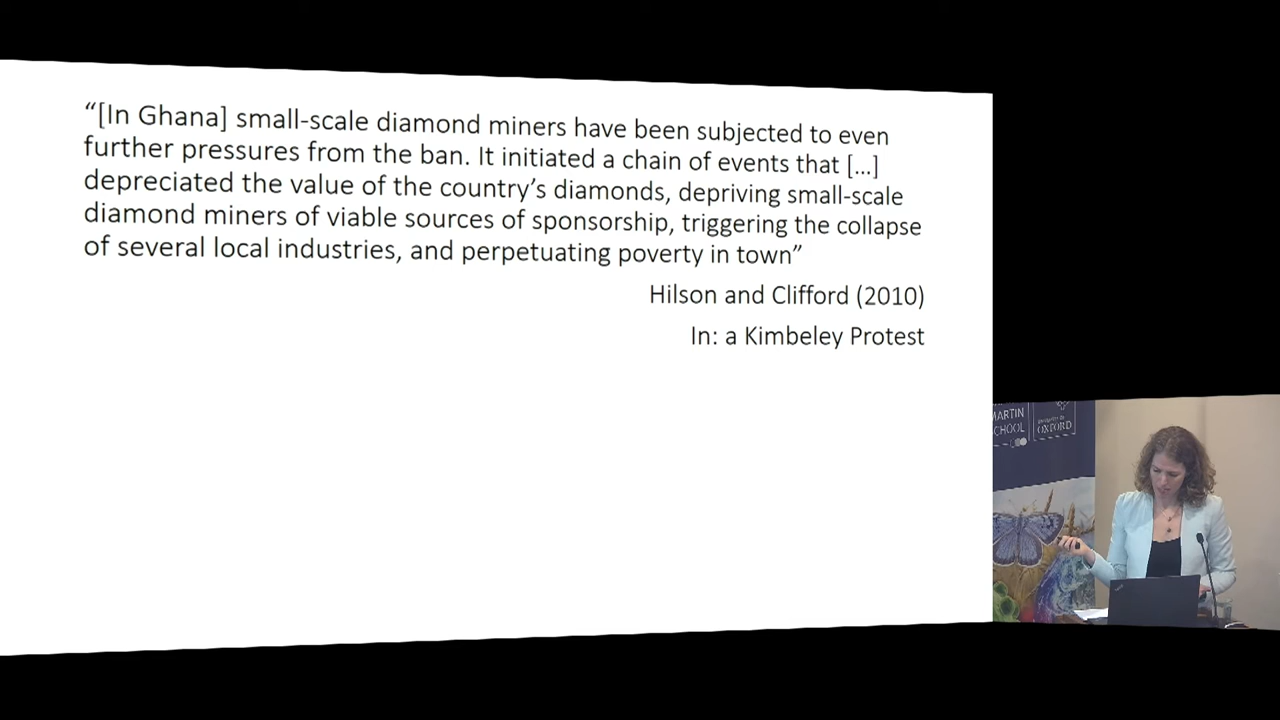 “[In Ghana] small-scale diamond miners have been subjected to even
further pressures from the ban. It initiated a chain of events that […]
depreciated the value of the country’s diamonds, depriving small-scale
diamond miners of viable sources of sponsorship, triggering the collapse
of several local industries, and perpetuating poverty in town”
Hilson and Clifford (2010)
In: a Kimbeley Protest
MARTIN
SCHOOL
OXFORD